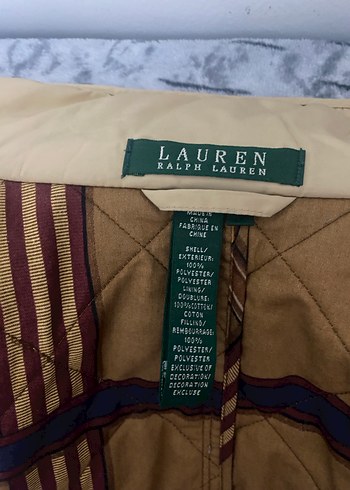 LAUREN
RALPH LAUREN
MADE IN
CHINA
FABRIQUE EN
CHINE
SHELL/
EXTERIEUR:
100%
POLYESTER/
POLYESTER
LINING/
DOUBLURE:
100% COTTON/
COTON
FILLING/
REMBOURRAGE:
100%
POLYESTER/
POLYESTER
EXCLUSIVE OF
DECORATION/
DECORATION
EXCLUSE